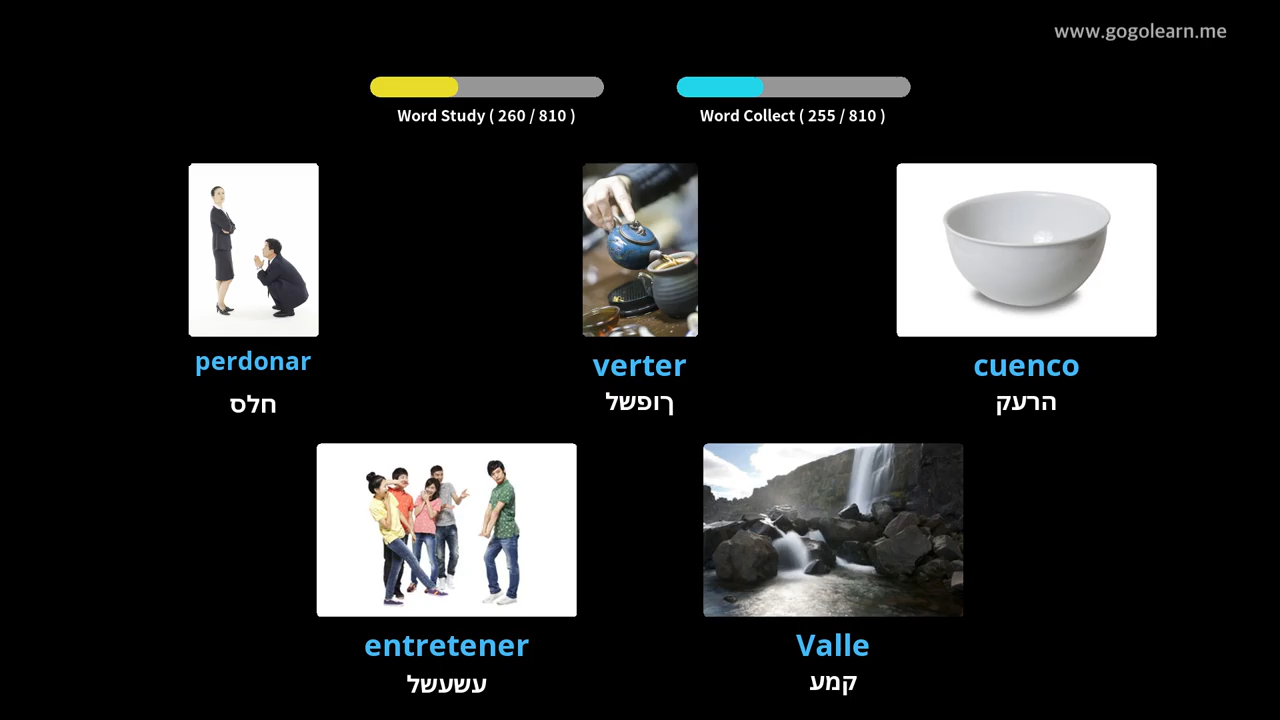 www.gogolearn.me
Word Study ( 260 / 810 )
Word Collect ( 255 / 810 )
perdonar
חלס
verter
ךופשל
cuenco
הרעק
entretener
עשעשל
Valle
קמע